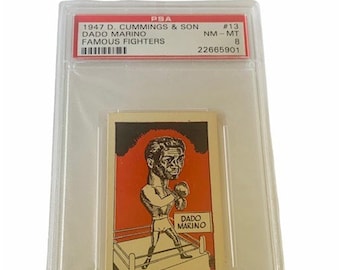 PSA
1947 D. CUMMINGS & SON #13
DADO MARINO NM - MT
FAMOUS FIGHTERS 8
22665901
DADO
MARINO